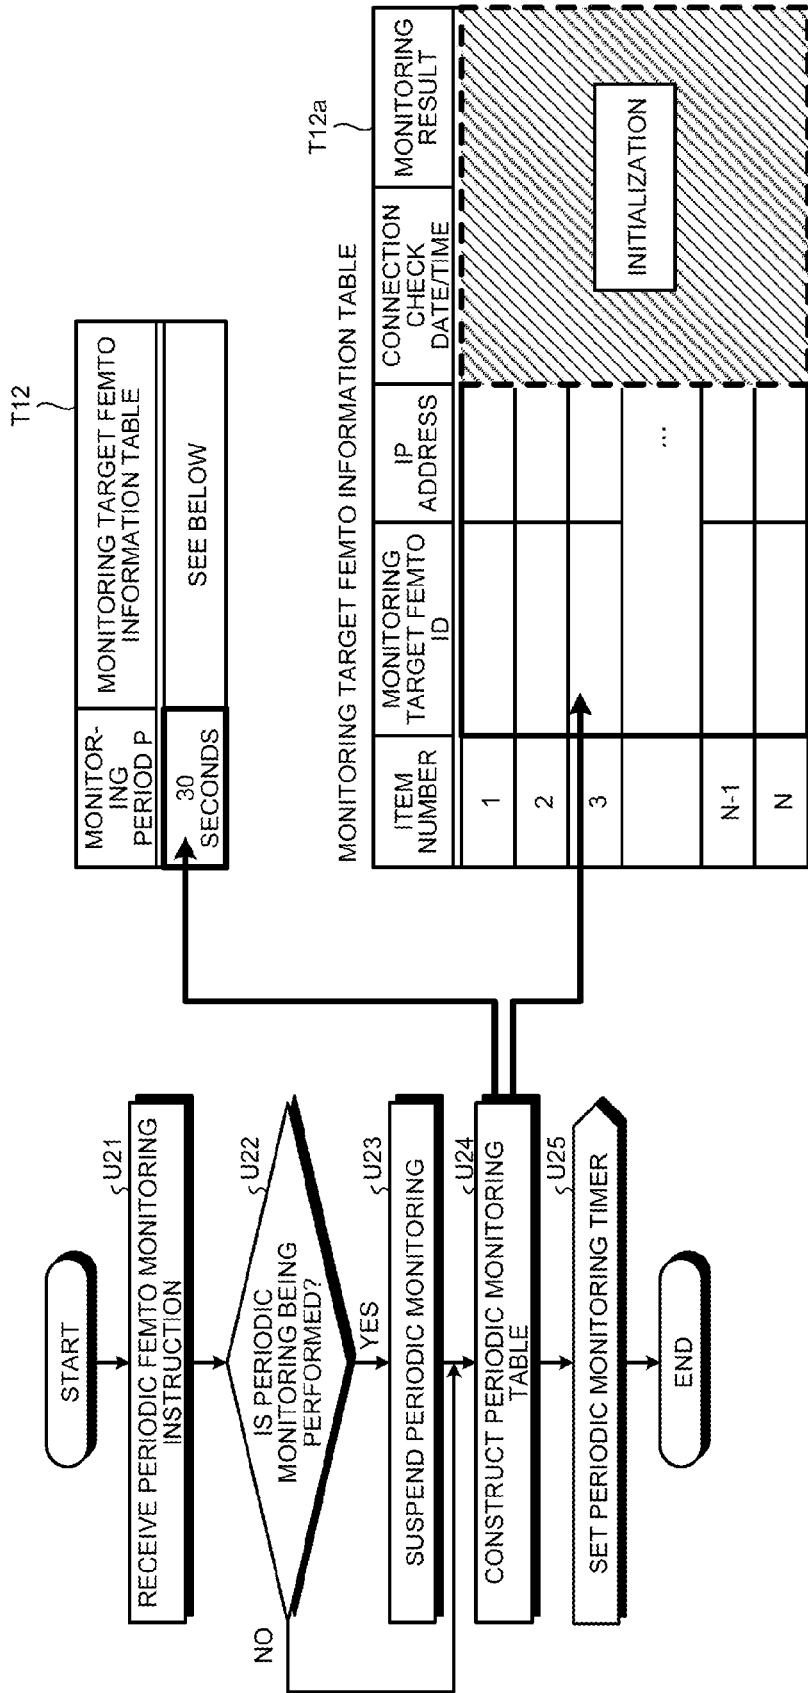 START
U21
RECEIVE PERIODIC FEMTO MONITORING
INSTRUCTION
U22
IS PERIODIC
MONITORING BEING
PERFORMED?
NO
YES
U23
SUSPEND PERIODIC MONITORING
U24
CONSTRUCT PERIODIC MONITORING
TABLE
U25
SET PERIODIC MONITORING TIMER
END
T12
MONITOR-
ING
PERIOD P
MONITORING TARGET FEMTO
INFORMATION TABLE
30
SECONDS
SEE BELOW
MONITORING TARGET FEMTO INFORMATION TABLE
T12a
ITEM
NUMBER
MONITORING
TARGET FEMTO
ID
IP
ADDRESS
CONNECTION
CHECK
DATE/TIME
MONITORING
RESULT
1
2
3
...
N-1
N
INITIALIZATION